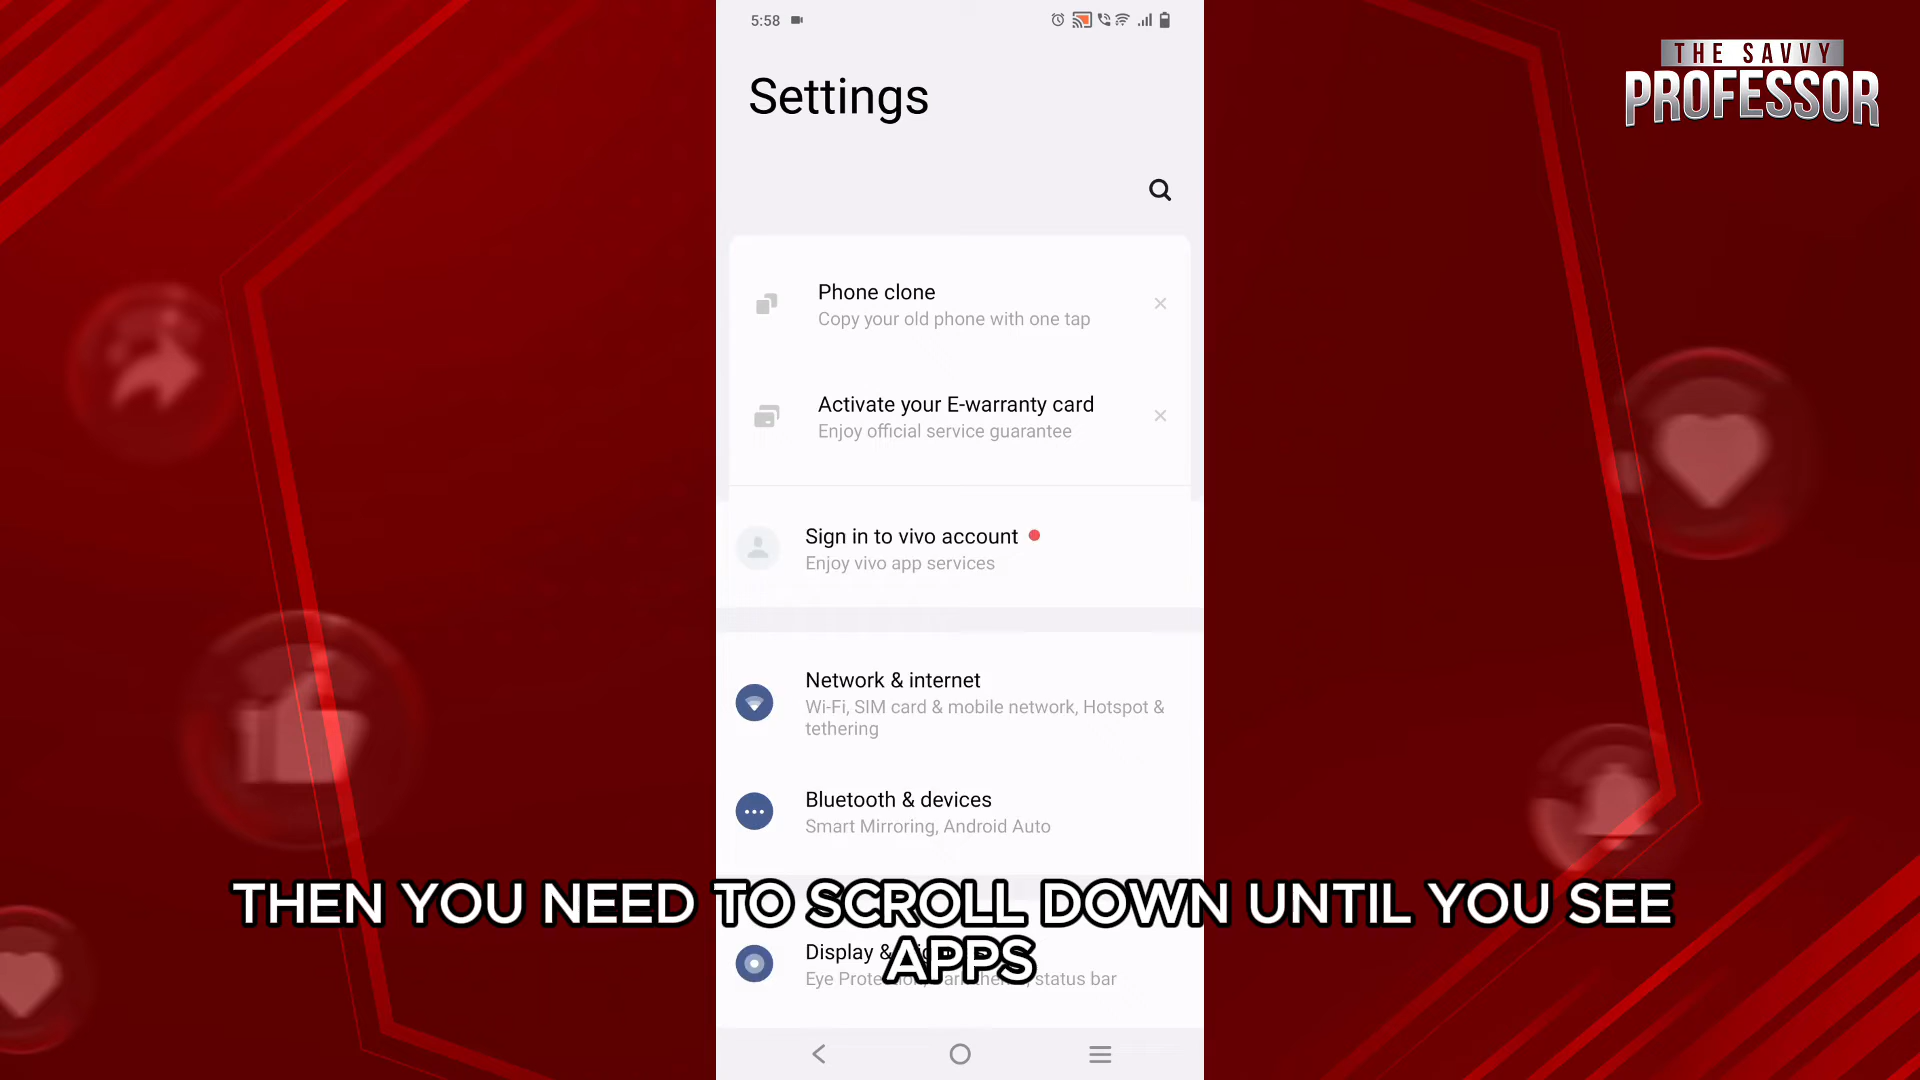 5:58
THE SAVVY
PROFESSOR
Settings
Phone clone
Copy your old phone with one tap
Activate your E-warranty card
Enjoy official service guarantee
Sign in to vivo account
Enjoy vivo app services
Network & internet
Wi-Fi, SIM card & mobile network, Hotspot &
tethering
Bluetooth & devices
Smart Mirroring, Android Auto
THEN YOU NEED TO SCROLL DOWN UNTIL YOU SEE
APPS
Display &
status bar